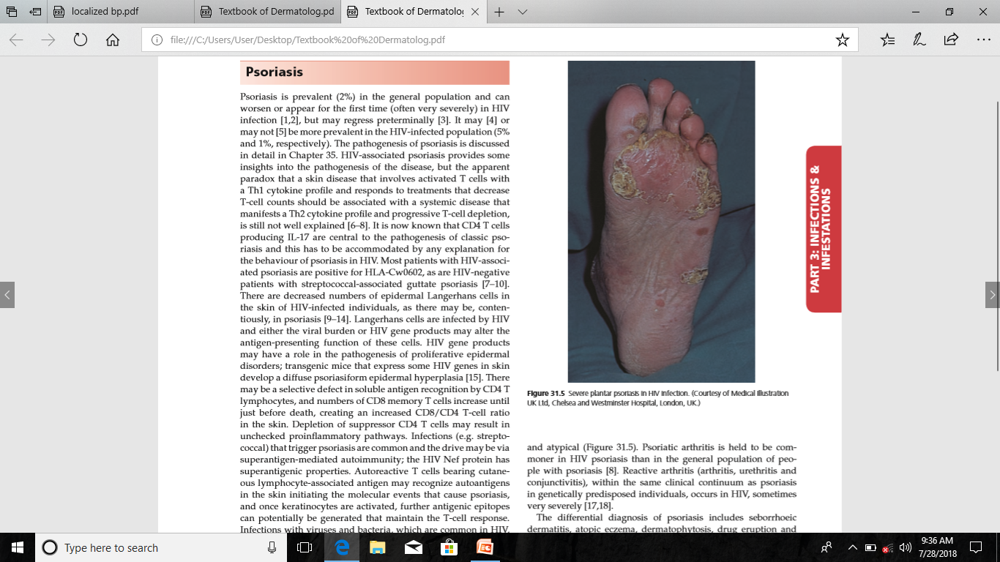 localized bp.pdf
Textbook of Dermatolog.pd
Textbook of Dermatolog
file:///C:/Users/User/Desktop/Textbook%20of%20Dermatolog.pdf
Psoriasis
Psoriasis is prevalent (2%) in the general population and can
worsen or appear for the first time (often very severely) in HIV
infection [1,2], but may regress preterminally [3]. It may [4] or
may not [5] be more prevalent in the HIV-infected population (5%
and 1%, respectively). The pathogenesis of psoriasis is discussed
in detail in Chapter 35. HIV-associated psoriasis provides some
insights into the pathogenesis of the disease, but the apparent
paradox that a skin disease that involves activated T cells with
a Th1 cytokine profile and responds to treatments that decrease
T-cell counts should be associated with a systemic disease that
manifests a Th2 cytokine profile and progressive T-cell depletion,
is still not well explained [6–8]. It is now known that CD4 T cells
producing IL-17 are central to the pathogenesis of classic pso-
riasis and this has to be accommodated by any explanation for
the behaviour of psoriasis in HIV. Most patients with HIV-associ-
ated psoriasis are positive for HLA-Cw0602, as are HIV-negative
patients with streptococcal-associated guttate psoriasis [7–10].
There are decreased numbers of epidermal Langerhans cells in
the skin of HIV-infected individuals, as there may be, conten-
tiously, in psoriasis [9–14]. Langerhans cells are infected by HIV
and either the viral burden or HIV gene products may alter the
antigen-presenting function of these cells. HIV gene products
may have a role in the pathogenesis of proliferative epidermal
disorders; transgenic mice that express some HIV genes in skin
develop a diffuse psoriasiform epidermal hyperplasia [15]. There
may be a selective defect in soluble antigen recognition by CD4 T
lymphocytes, and numbers of CD8 memory T cells increase until
just before death, creating an increased CD8/CD4 T-cell ratio
in the skin. Depletion of suppressor CD4 T cells may result in
unchecked proinflammatory pathways. Infections (e.g. strepto-
coccal) that trigger psoriasis are common and the drive may be via
superantigen-mediated autoimmunity; the HIV Nef protein has
superantigenic properties. Autoreactive T cells bearing cutane-
ous lymphocyte-associated antigen may recognize autoantigens
in the skin initiating the molecular events that cause psoriasis,
and once keratinocytes are activated, further antigenic epitopes
can potentially be generated that maintain the T-cell response.
Infections with viruses and bacteria, which are common in HIV,
Figure 31.5 Severe plantar psoriasis in HIV infection. (Courtesy of Medical Illustration
UK Ltd, Chelsea and Westminster Hospital, London, UK.)
and atypical (Figure 31.5). Psoriatic arthritis is held to be com-
moner in HIV psoriasis than in the general population of peo-
ple with psoriasis [8]. Reactive arthritis (arthritis, urethritis and
conjunctivitis), within the same clinical continuum as psoriasis
in genetically predisposed individuals, occurs in HIV, sometimes
very severely [17,18].
The differential diagnosis of psoriasis includes seborrhoeic
dermatitis, atopic eczema, dermatophytosis, drug eruption and
PART 3: INFECTIONS &
INFESTATIONS
Type here to search
9:36 AM
7/28/2018